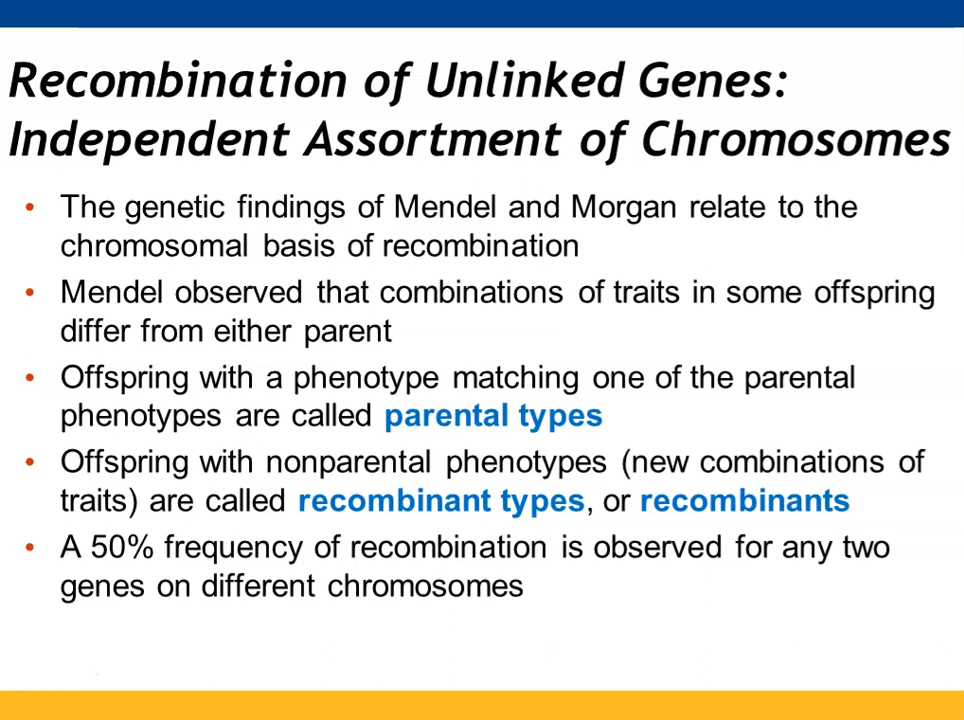 Recombination of Unlinked Genes:
Independent Assortment of Chromosomes
• The genetic findings of Mendel and Morgan relate to the
chromosomal basis of recombination
• Mendel observed that combinations of traits in some offspring
differ from either parent
• Offspring with a phenotype matching one of the parental
phenotypes are called parental types
• Offspring with nonparental phenotypes (new combinations of
traits) are called recombinant types, or recombinants
• A 50% frequency of recombination is observed for any two
genes on different chromosomes